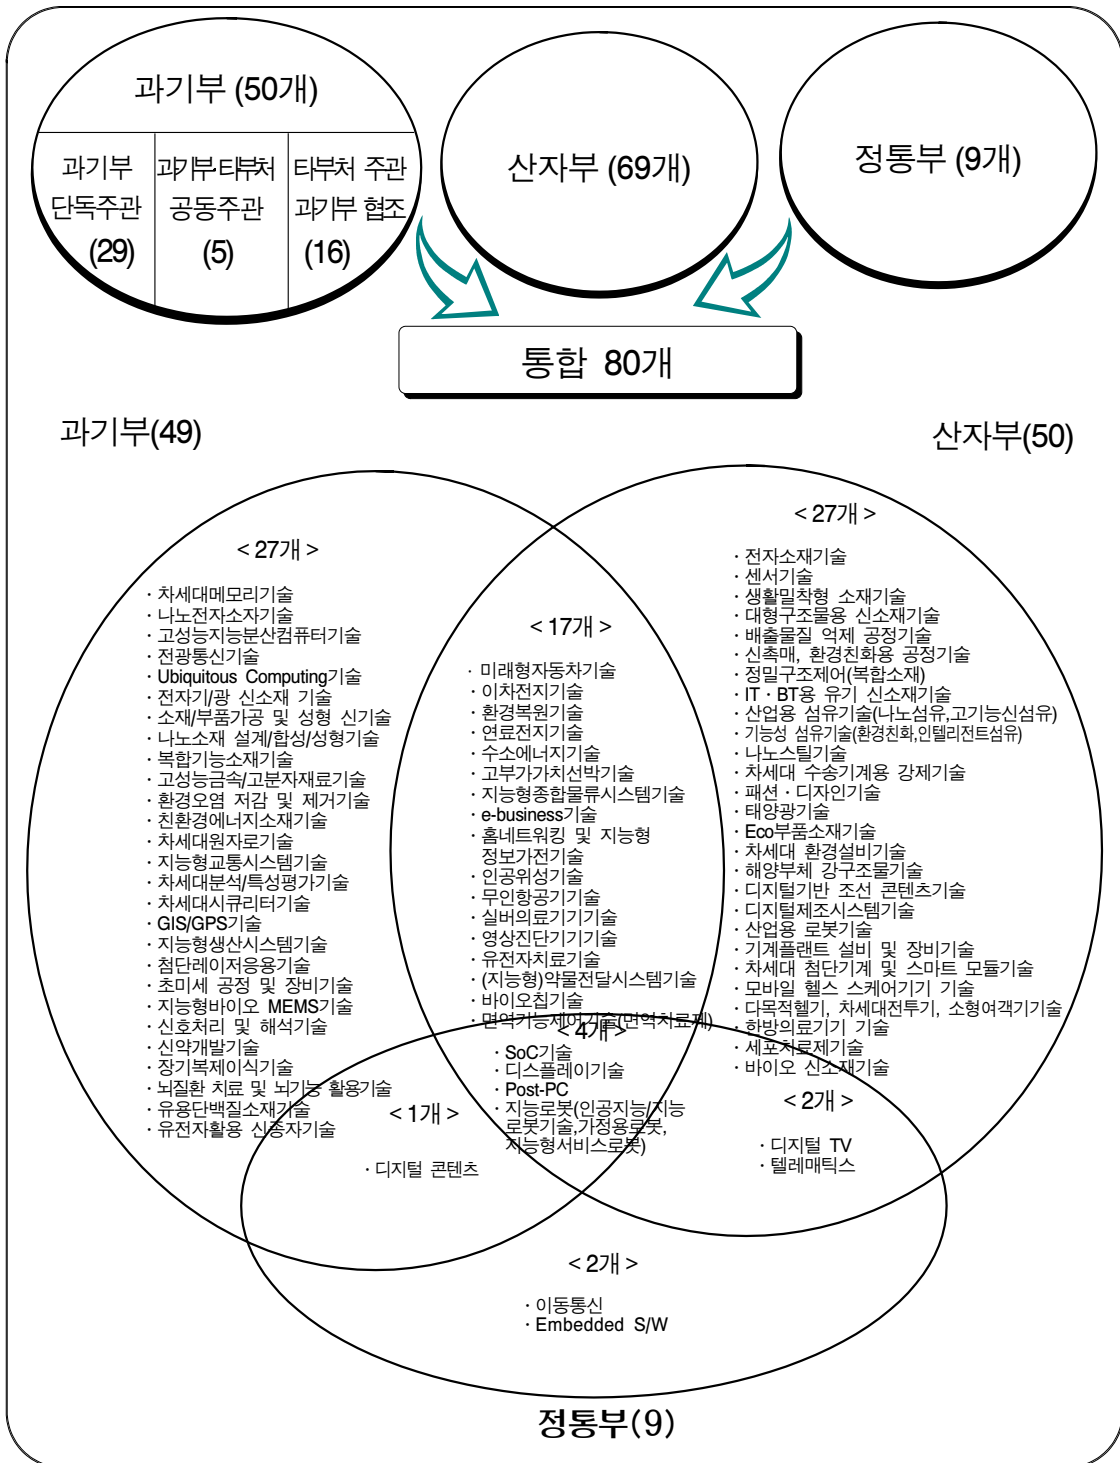 과기부 (50개)
과기부
단독주관
(29)
과기부·타부처
공동주관
(5)
타부처 주관
과기부 협조
(16)
산자부 (69개)
정통부 (9개)
통합 80개
과기부(49)
산자부(50)
< 27개 >
· 차세대메모리기술
· 나노전자소자기술
· 고성능지능분산컴퓨터기술
· 전광통신기술
· Ubiquitous Computing기술
· 전자기/광 신소재 기술
· 소재/부품가공 및 성형 신기술
· 나노소재 설계/합성/성형기술
· 복합기능소재기술
· 고성능금속/고분자재료기술
· 환경오염 저감 및 제거기술
· 친환경에너지소재기술
· 차세대원자로기술
· 지능형교통시스템기술
· 차세대분석/특성평가기술
· 차세대시큐리터기술
· GIS/GPS기술
· 지능형생산시스템기술
· 첨단레이저응용기술
· 초미세 공정 및 장비기술
· 지능형바이오 MEMS기술
· 신호처리 및 해석기술
· 신약개발기술
· 장기복제이식기술
· 뇌질환 치료 및 뇌기능 활용기술
· 유용단백질소재기술
· 유전자활용 신종자기술
< 17개 >
· 미래형자동차기술
· 이차전지기술
· 환경복원기술
· 연료전지기술
· 수소에너지기술
· 고부가가치선박기술
· 지능형종합물류시스템기술
· e-business기술
· 홈네트워킹 및 지능형
정보가전기술
· 인공위성기술
· 무인항공기기술
· 실버의료기기기술
· 영상진단기기기술
· 유전자치료기술
· (지능형)약물전달시스템기술
· 바이오칩기술
· 면역기능제어기술(면역치료제)
< 27개 >
· 전자소재기술
· 센서기술
· 생활밀착형 소재기술
· 대형구조물용 신소재기술
· 배출물질 억제 공정기술
· 신촉매, 환경친화용 공정기술
· 정밀구조제어(복합소재)
· IT · BT용 유기 신소재기술
· 산업용 섬유기술(나노섬유,고기능신섬유)
· 기능성 섬유기술(환경친화,인텔리전트섬유)
· 나노스틸기술
· 차세대 수송기계용 강제기술
· 패션 · 디자인기술
· 태양광기술
· Eco부품소재기술
· 차세대 환경설비기술
· 해양부체 강구조물기술
· 디지털기반 조선 콘텐츠기술
· 디지털제조시스템기술
· 산업용 로봇기술
· 기계플랜트 설비 및 장비기술
· 차세대 첨단기계 및 스마트 모듈기술
· 모바일 헬스 스케어기기 기술
· 다목적헬기, 차세대전투기, 소형여객기기술
· 한방의료기기 기술
· 세포치료제기술
· 바이오 신소재기술
< 4개 >
· SoC기술
· 디스플레이기술
· Post-PC
· 지능로봇(인공지능/지능
로봇기술,가정용로봇,
지능형서비스로봇)
< 1개 >
· 디지털 콘텐츠
< 2개 >
· 디지털 TV
· 텔레매틱스
< 2개 >
· 이동통신
· Embedded S/W
정통부(9)